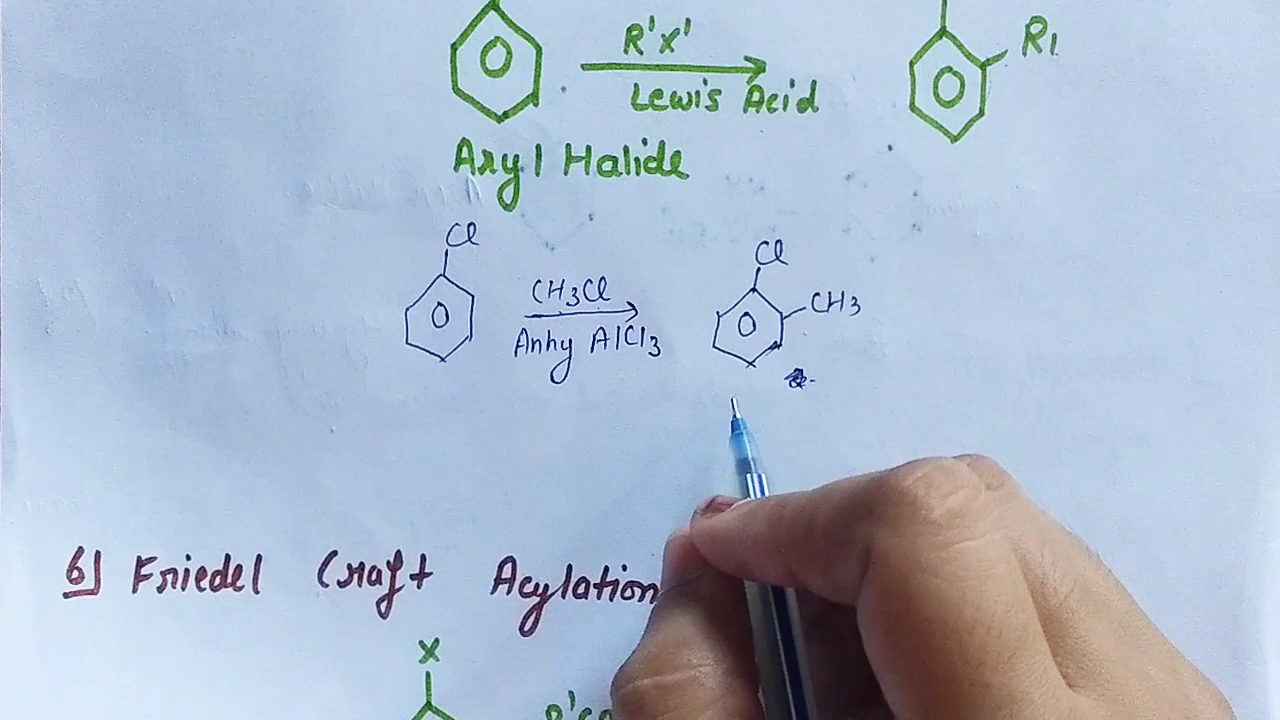 R'X'
R1
Lewis Acid
Aryl Halide
Cl
Cl
CH3Cl
CH3
Anhy AlCl3
6] Friedel Craft Acylation
X